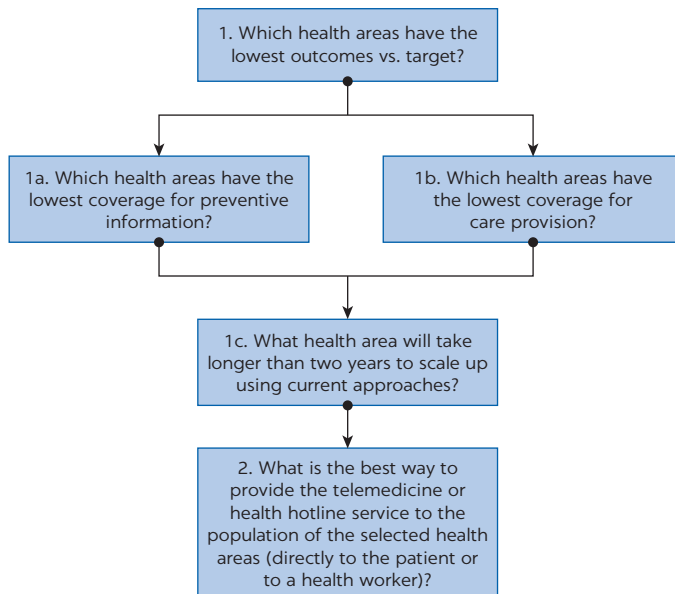 1. Which health areas have the
lowest outcomes vs. target?
1a. Which health areas have the
lowest coverage for preventive
information?
1b. Which health areas have
the lowest coverage for
care provision?
1c. What health area will take
longer than two years to scale up
using current approaches?
2. What is the best way to
provide the telemedicine or
health hotline service to the
population of the selected health
areas (directly to the patient or
to a health worker)?